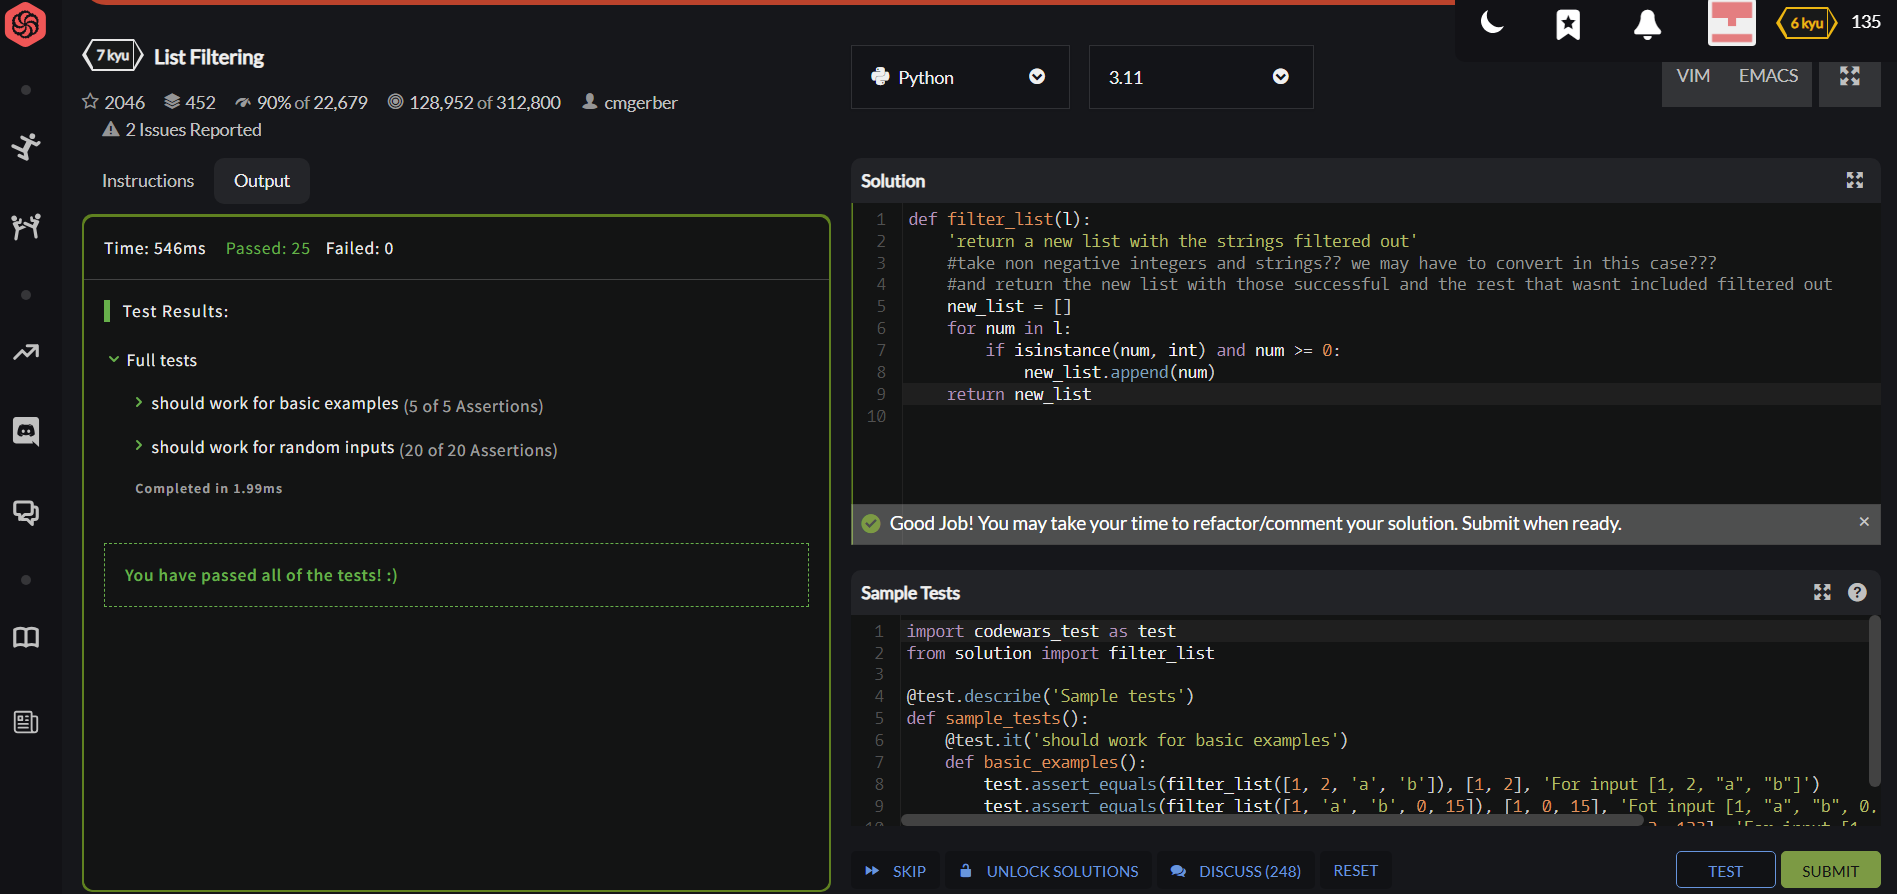 7 kyu List Filtering
2046 452 90% of 22,679 128,952 of 312,800 cmgerber
2 Issues Reported
Instructions Output
Time: 546ms Passed: 25 Failed: 0
Test Results:
Full tests
should work for basic examples (5 of 5 Assertions)
should work for random inputs (20 of 20 Assertions)
Completed in 1.99ms
You have passed all of the tests! :)
6 kyu 135
Python 3.11
VIM EMACS
Solution
1 def filter_list(l):
2 'return a new list with the strings filtered out'
3 #take non negative integers and strings?? we may have to convert in this case???
4 #and return the new list with those successful and the rest that wasnt included filtered out
5 new_list = []
6 for num in l:
7 if isinstance(num, int) and num >= 0:
8 new_list.append(num)
9 return new_list
10
Good Job! You may take your time to refactor/comment your solution. Submit when ready.
Sample Tests
1 import codewars_test as test
2 from solution import filter_list
3
4 @test.describe('Sample tests')
5 def sample_tests():
6 @test.it('should work for basic examples')
7 def basic_examples():
8 test.assert_equals(filter_list([1, 2, 'a', 'b']), [1, 2], 'For input [1, 2, "a", "b"]')
9 test.assert_equals(filter_list([1, 'a', 'b', 0, 15]), [1, 0, 15], 'Fot input [1, "a", "b", 0,
SKIP UNLOCK SOLUTIONS DISCUSS (248) RESET TEST SUBMIT